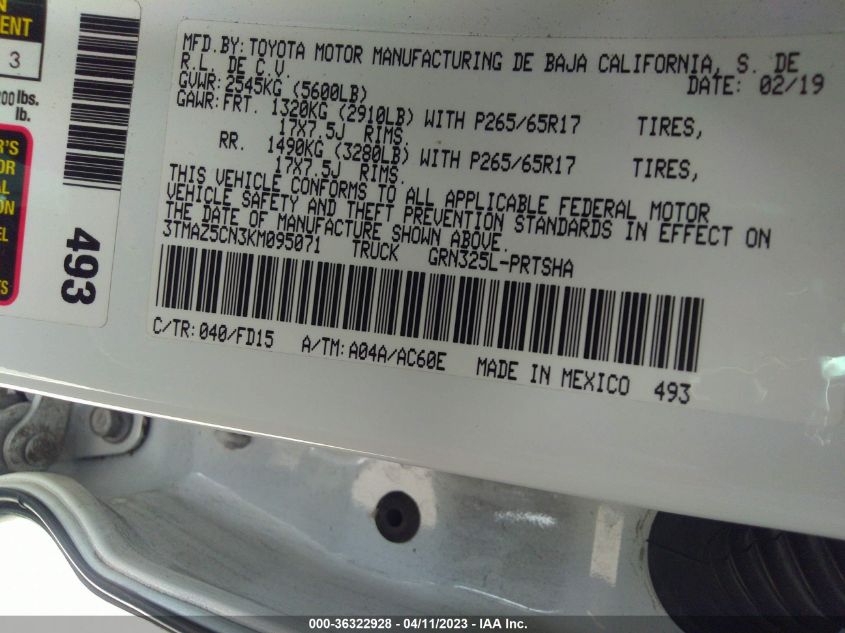 MFD. BY: TOYOTA MOTOR MANUFACTURING DE BAJA CALIFORNIA, S. DE
R.L. DE C.V.
DATE: 02/19
GVWR: 2545KG (5600LB)
GAWR: FRT. 1320KG (2910LB) WITH P265/65R17 TIRES,
17X7.5J RIMS.
RR. 1490KG (3280LB) WITH P265/65R17 TIRES,
17X7.5J RIMS.
THIS VEHICLE CONFORMS TO ALL APPLICABLE FEDERAL MOTOR
VEHICLE SAFETY AND THEFT PREVENTION STANDARDS IN EFFECT ON
THE DATE OF MANUFACTURE SHOWN ABOVE.
3TMAZ5CN3KM095071 TRUCK GRN325L-PRTSHA
C/TR: 040/FD15 A/TM: A04A/AC60E MADE IN MEXICO 493
3
lbs.
lb.
493
000-36322928 - 04/11/2023 - IAA Inc.